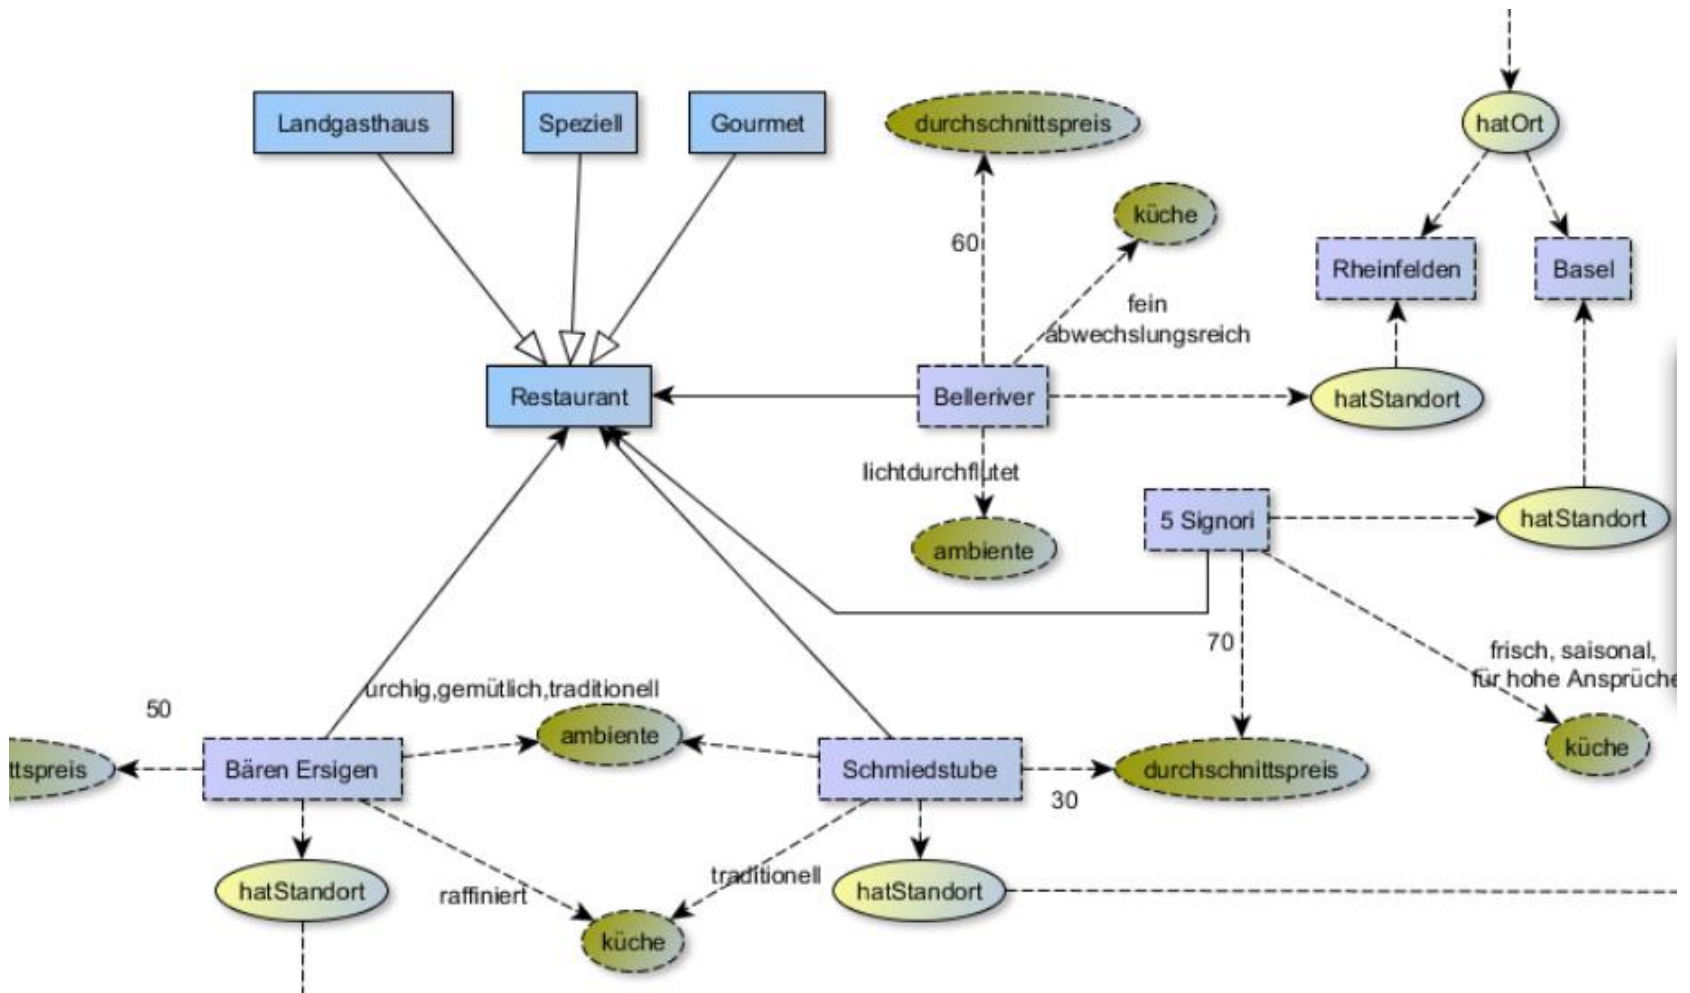 hatOrt
Landgasthaus
Speziell
Gourmet
durchschnittspreis
küche
60
Rheinfelden
Basel
fein
abwechslungsreich
Restaurant
Belleriver
hatStandort
lichtdurchflutet
5 Signori
hatStandort
ambiente
70
frisch, saisonal,
für hohe Ansprüche
urchig,gemütlich,traditionell
50
ambiente
küche
ttspreis
Bären Ersigen
Schmiedstube
durchschnittspreis
30
hatStandort
raffiniert
traditionell
hatStandort
küche